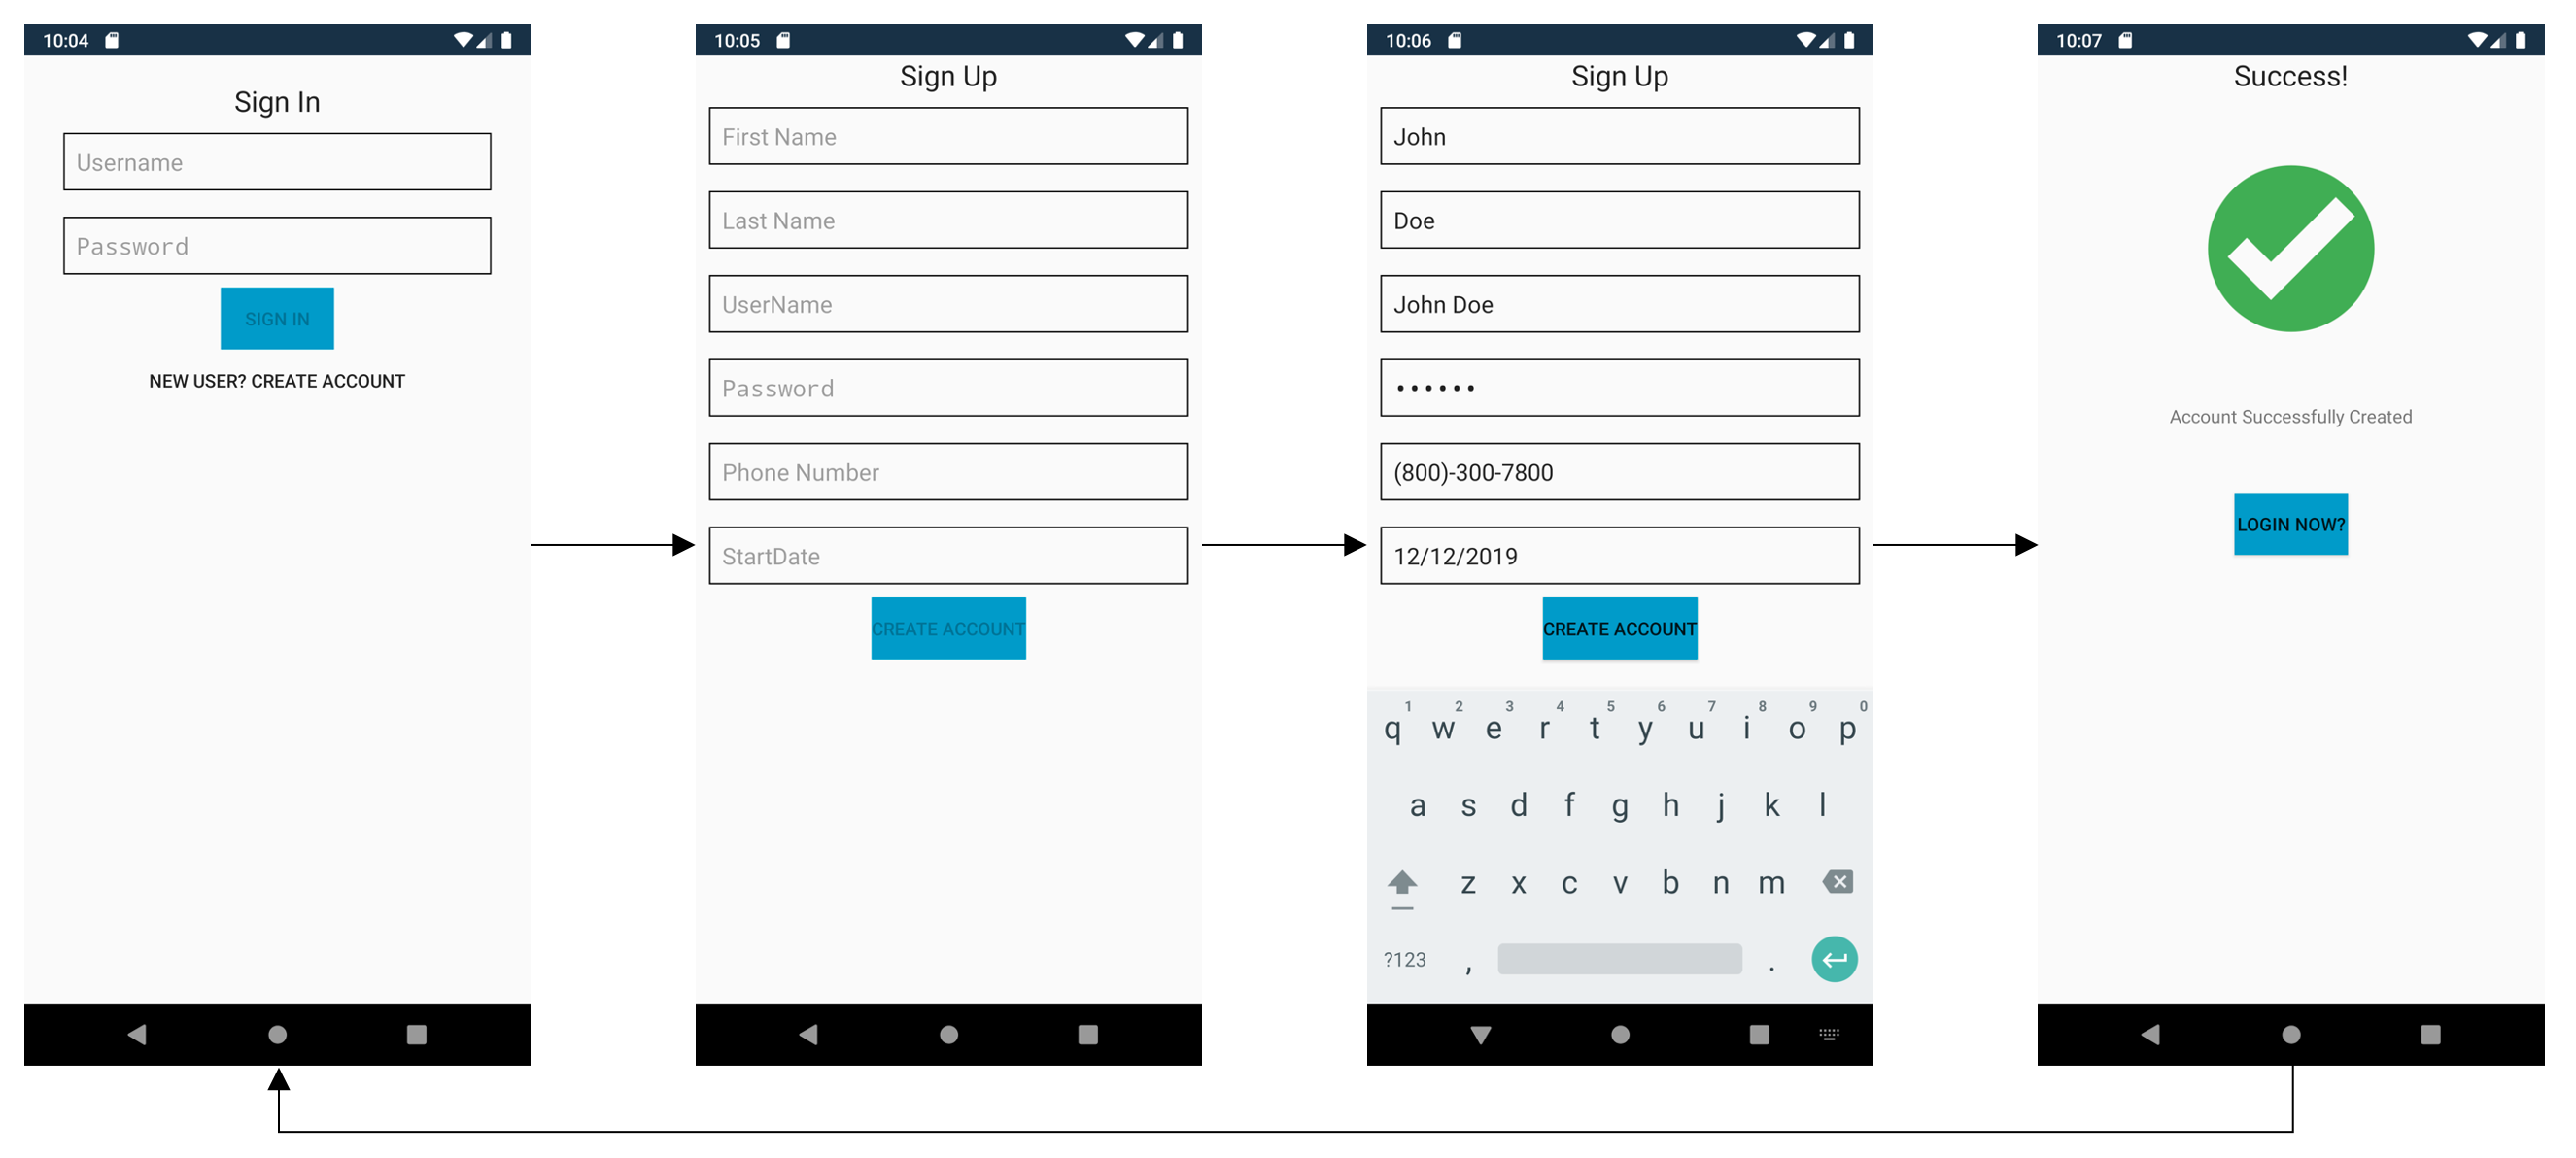 10:04
Sign In
Username
Password
SIGN IN
NEW USER? CREATE ACCOUNT
10:05
Sign Up
First Name
Last Name
UserName
Password
Phone Number
StartDate
CREATE ACCOUNT
10:06
Sign Up
John
Doe
John Doe
••••••
(800)-300-7800
12/12/2019
CREATE ACCOUNT
1 2 3 4 5 6 7 8 9 0
q w e r t y u i o p
a s d f g h j k l
z x c v b n m
?123 , .
10:07
Success!
Account Successfully Created
LOGIN NOW?